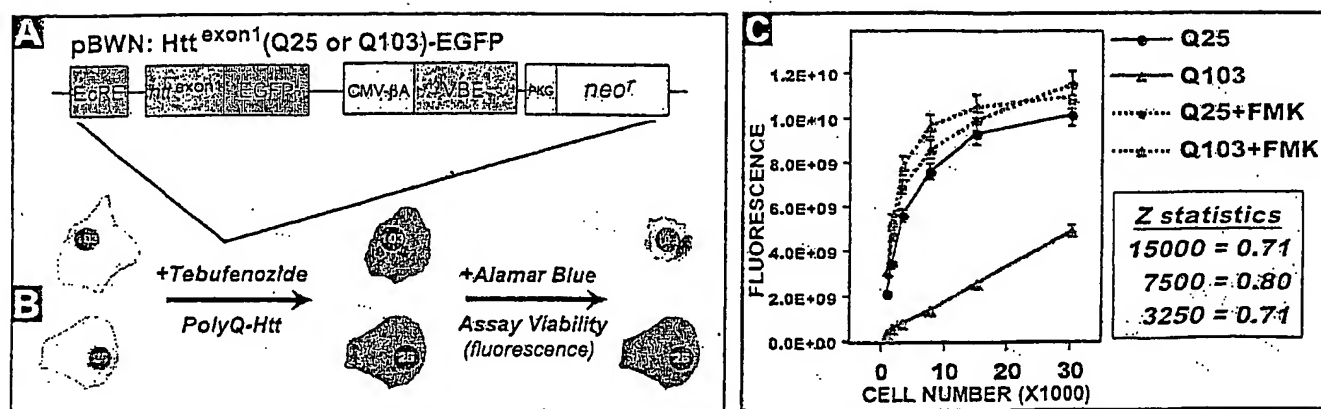 A
pBWN: Htt exon1 (Q25 or Q103)-EGFP
EcRE
Htt exon1
EGFP
CMV-βA
VBE
PKG
neo r
B
103
+Tebufenozide
PolyQ-Htt
103
+Alamar Blue
Assay Viability
(fluorescence)
25
25
25
C
FLUORESCENCE
1.2E+10
1.0E+10
8.0E+09
6.0E+09
4.0E+09
2.0E+09
0.0E+00
0 10 20 30
CELL NUMBER (X1000)
Q25
Q103
Q25+FMK
Q103+FMK
Z statistics
15000 = 0.71
7500 = 0.80
3250 = 0.71